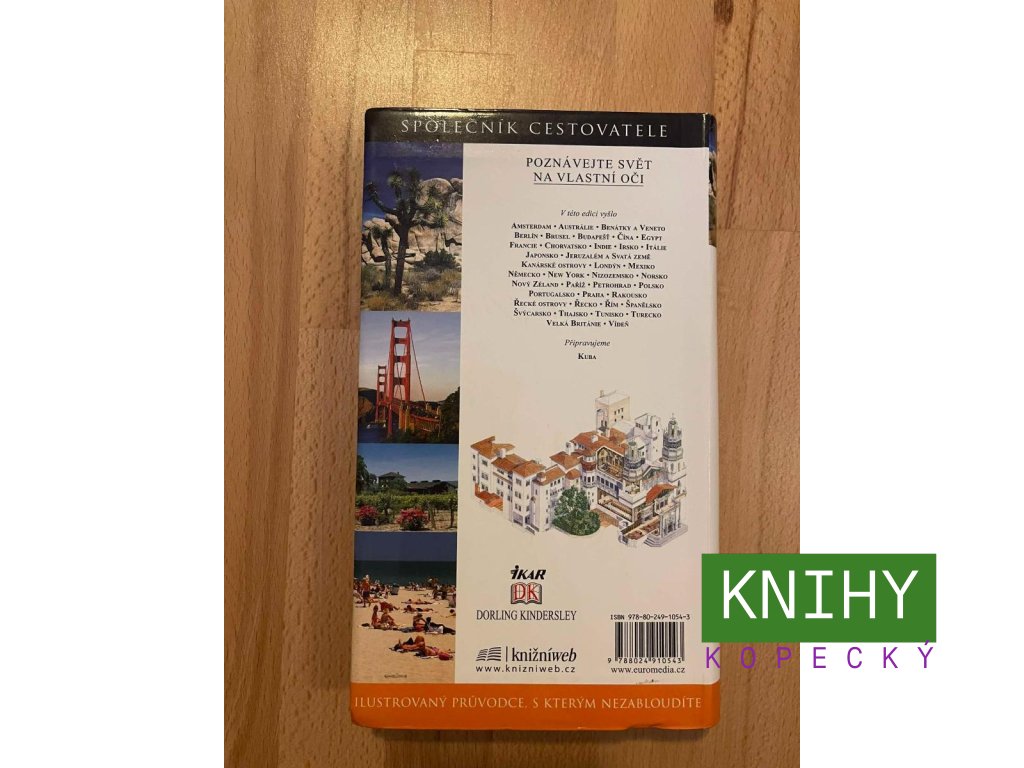 SPOLEČNÍK CESTOVATELE
POZNÁVEJTE SVĚT
NA VLASTNÍ OČI
V této edici vyšlo
AMSTERDAM • AUSTRÁLIE • BENÁTKY A VENETO
BERLÍN • BRUSEL • BUDAPEŠŤ • ČÍNA • EGYPT
FRANCIE • CHORVATSKO • INDIE • IRSKO • ITÁLIE
JAPONSKO • JERUZALÉM A SVATÁ ZEMĚ
KANÁRSKÉ OSTROVY • LONDÝN • MEXIKO
NĚMECKO • NEW YORK • NIZOZEMSKO • NORSKO
NOVÝ ZÉLAND • PAŘÍŽ • PETROHRAD • POLSKO
PORTUGALSKO • PRAHA • RAKOUSKO
ŘECKÉ OSTROVY • ŘECKO • ŘÍM • ŠPANĚLSKO
ŠVÝCARSKO • THAJSKO • TUNISKO • TURECKO
VELKÁ BRITÁNIE • VÍDEŇ
Připravujeme
KUBA
IKAR
DK
DORLING KINDERSLEY
knižníweb
www.knizniweb.cz
ISBN 978-80-249-1054-3
9 788024 910543
www.euromedia.cz
ILUSTROVANÝ PRŮVODCE, S KTERÝM NEZABLOUDÍTE
KNIHY
KOPECKÝ